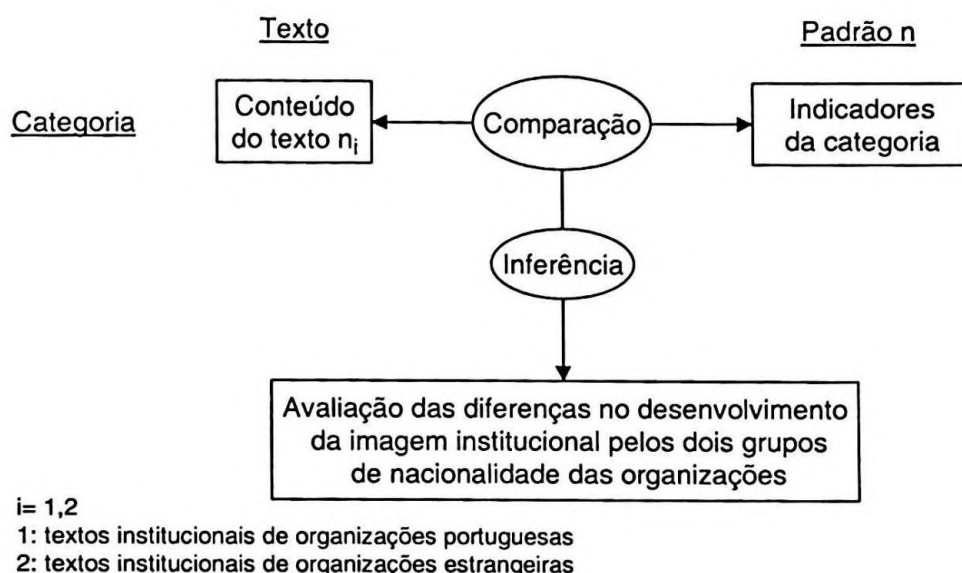 Texto
Padrão n
Categoria
Conteúdo
do texto nᵢ
Comparação
Indicadores
da categoria
Inferência
Avaliação das diferenças no desenvolvimento
da imagem institucional pelos dois grupos
de nacionalidade das organizações
i= 1,2
1: textos institucionais de organizações portuguesas
2: textos institucionais de organizações estrangeiras